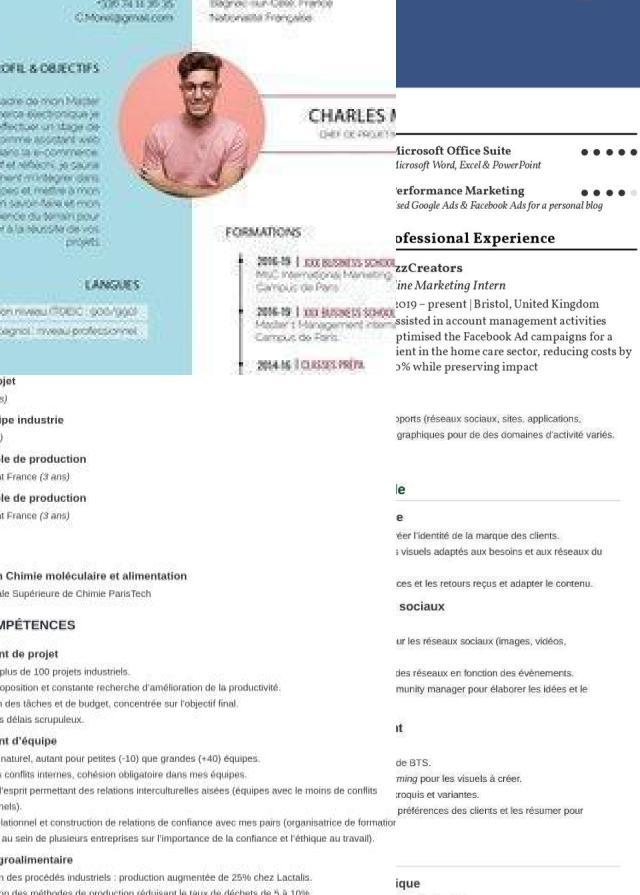 +336 74 11 36 35
C.Morel@gmail.com
Bagnac-sur-Célé, France
Nationalité Française
OFIL & OBJECTIFS
adre de mon Master
merce électronique je
effectuer un stage de
comme assistant web
dans le e-commerce.
f et réfléchi, je saurai
ment m'intégrer dans
pes et mettre à mon
n savoir-faire et mon
ience du terrain pour
r à la réussite de vos
projets.
LANGUES
on niveau (TOEIC : 900/990)
agnol : niveau professionnel
CHARLES M
CHEF DE PROJET
FORMATIONS
2016-19 | XXX BUSINESS SCHOOL
MSC International Marketing
Campus de Paris
2016-19 | XXX BUSINESS SCHOOL
Master 1 Management intern
Campus de Paris.
2014-16 | CLASSES PRÉPA
Microsoft Office Suite
Microsoft Word, Excel & PowerPoint
erformance Marketing
sed Google Ads & Facebook Ads for a personal blog
ofessional Experience
zzCreators
line Marketing Intern
2019 – present | Bristol, United Kingdom
ssisted in account management activities
ptimised the Facebook Ad campaigns for a
ient in the home care sector, reducing costs by
0% while preserving impact
ojet
s)
ipe industrie
)
le de production
t France (3 ans)
le de production
t France (3 ans)
n Chimie moléculaire et alimentation
ale Supérieure de Chimie ParisTech
MPÉTENCES
nt de projet
plus de 100 projets industriels.
oposition et constante recherche d'amélioration de la productivité.
n des tâches et de budget, concentrée sur l'objectif final.
s délais scrupuleux.
nt d'équipe
naturel, autant pour petites (-10) que grandes (+40) équipes.
s conflits internes, cohésion obligatoire dans mes équipes.
l'esprit permettant des relations interculturelles aisées (équipes avec le moins de conflits
nels).
elationnel et construction de relations de confiance avec mes pairs (organisatrice de formation
au sein de plusieurs entreprises sur l'importance de la confiance et l'éthique au travail).
groalimentaire
n des procédés industriels : production augmentée de 25% chez Lactalis.
ion des méthodes de production réduisant le taux de déchets de 5 à 10%
pports (réseaux sociaux, sites, applications,
graphiques pour de des domaines d'activité variés.
le
e
réer l'identité de la marque des clients.
s visuels adaptés aux besoins et aux réseaux du
ces et les retours reçus et adapter le contenu.
sociaux
ur les réseaux sociaux (images, vidéos,
des réseaux en fonction des évènements.
munity manager pour élaborer les idées et le
nt
de BTS.
rming pour les visuels à créer.
croquis et variantes.
préférences des clients et les résumer pour
ique